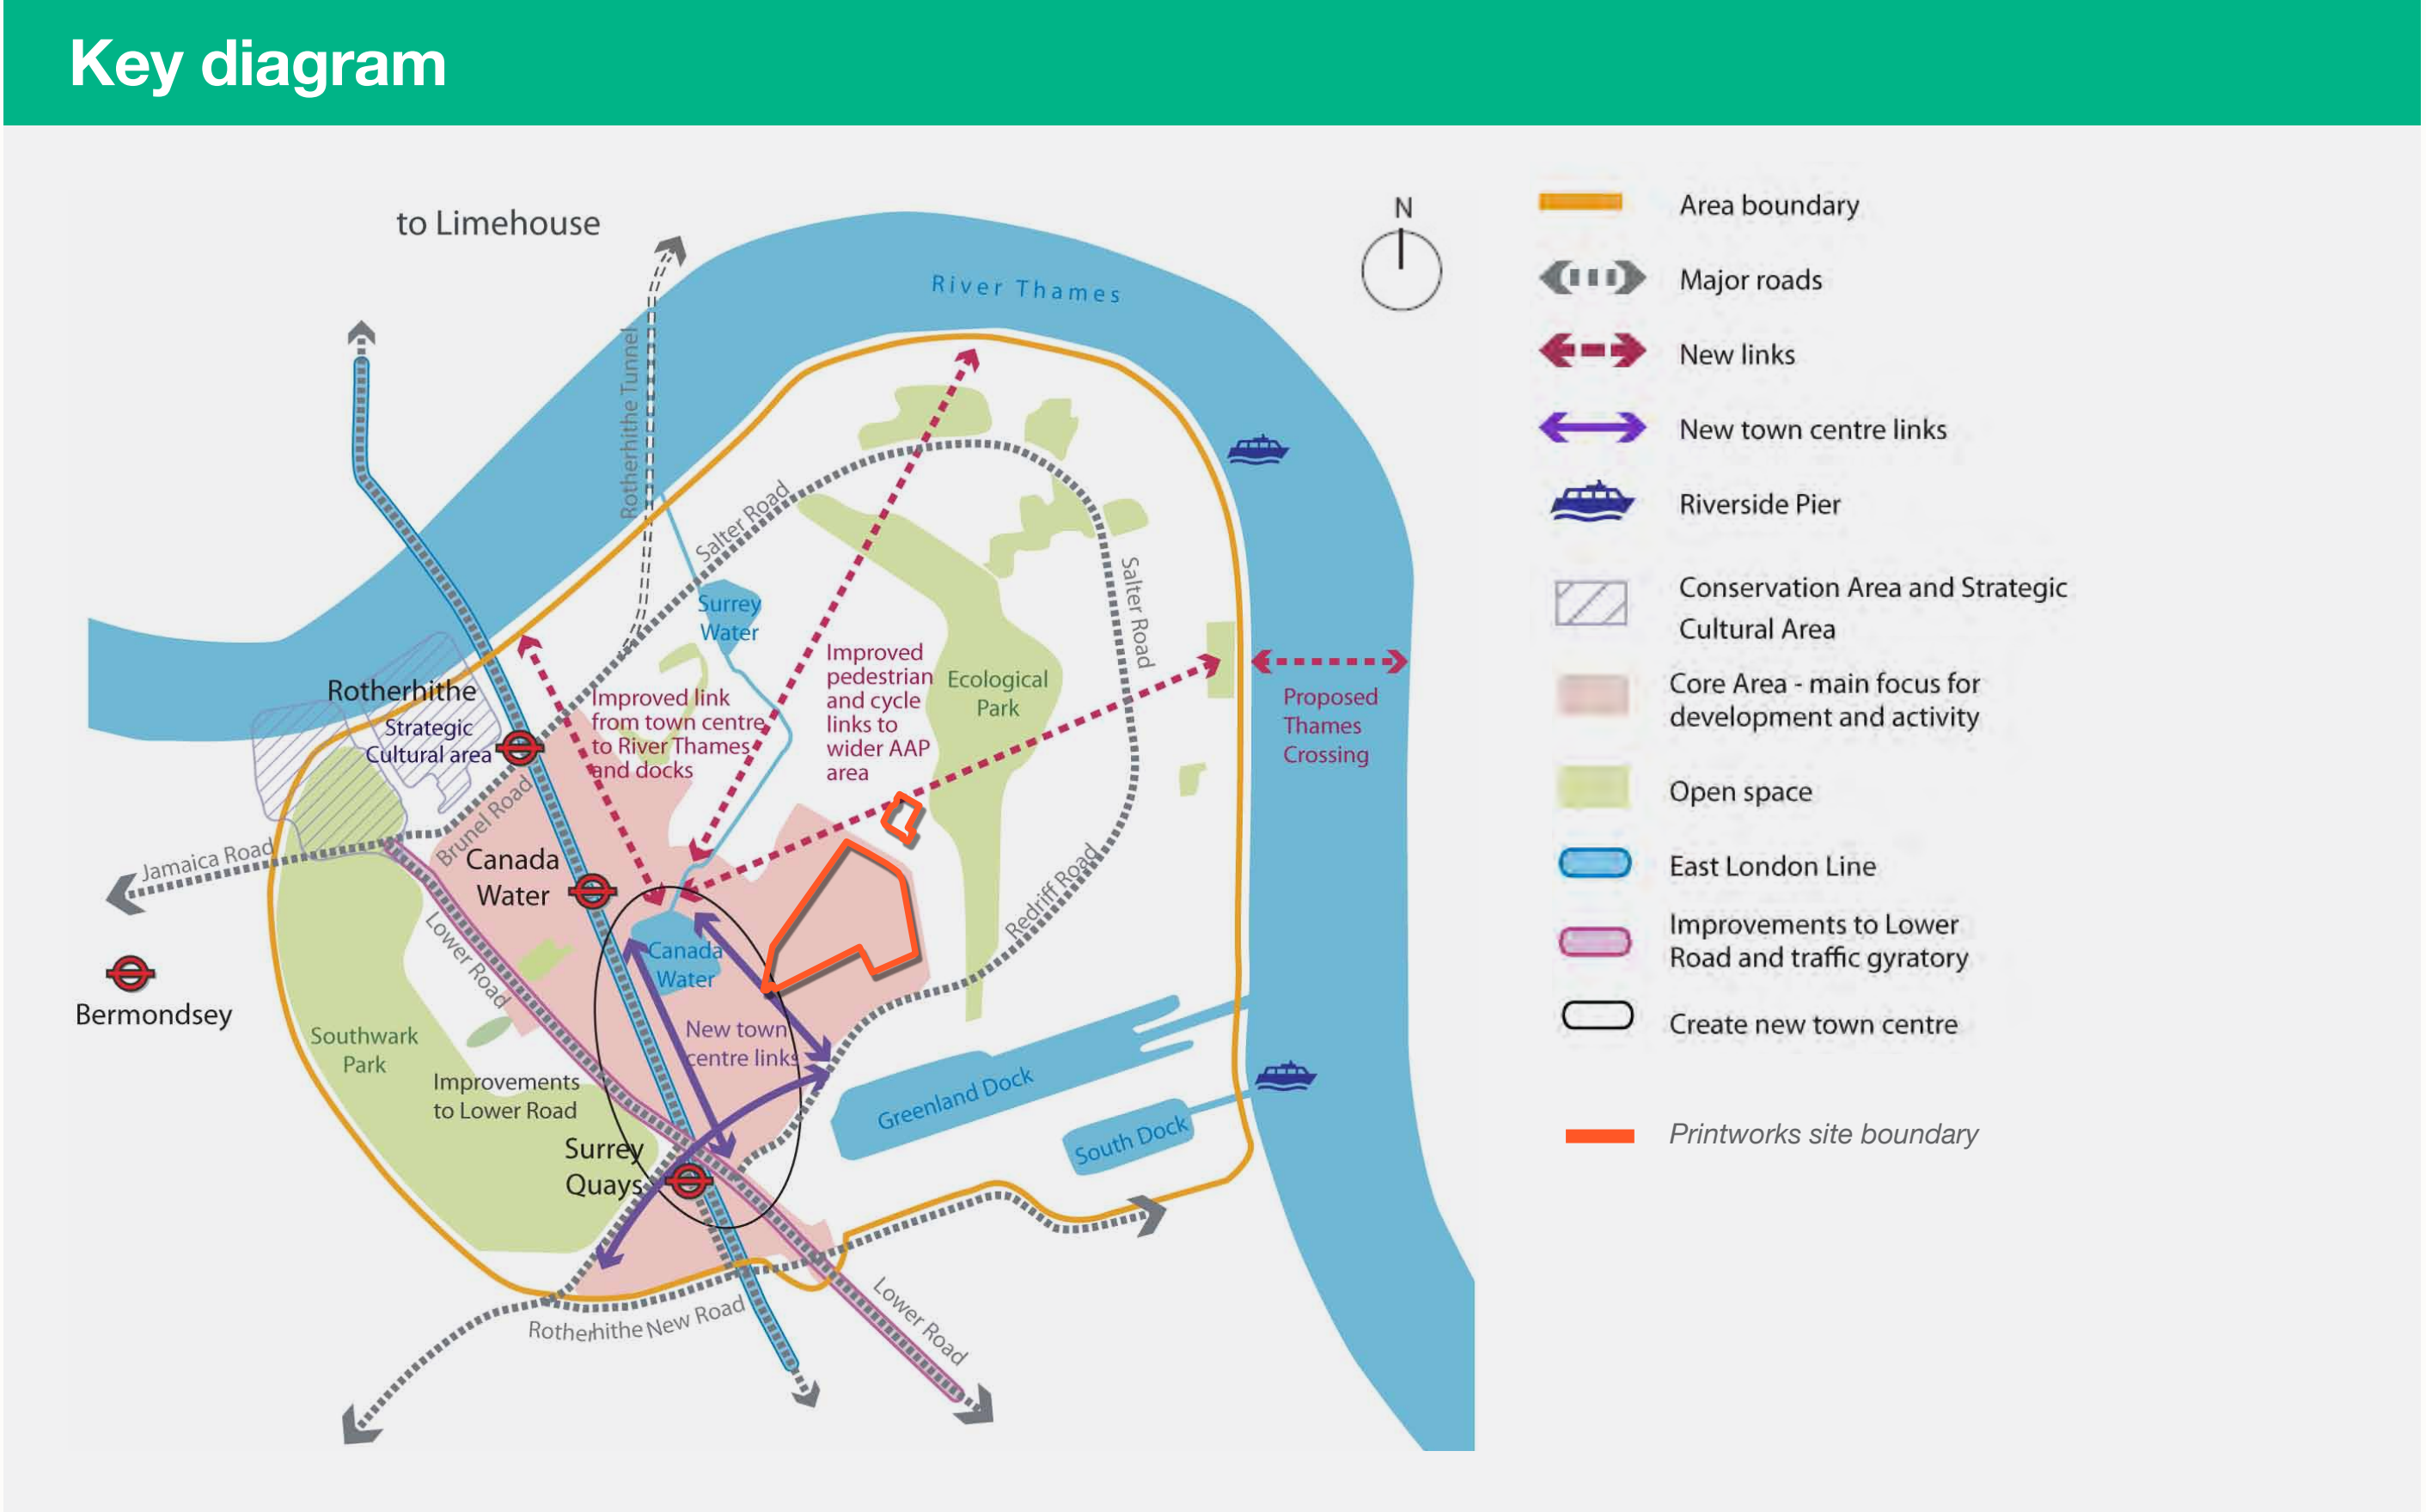 Key diagram
to Limehouse
N
River Thames
Rotherhithe Tunnel
Salter Road
Salter Road
Surrey
Water
Improved
pedestrian
and cycle
links to
wider AAP
area
Ecological
Park
Rotherhithe
Strategic
Cultural area
Improved link
from town centre
to River Thames
and docks
Proposed
Thames
Crossing
Brunel Road
Jamaica Road
Canada
Water
Lower Road
Redriff Road
Canada
Water
Bermondsey
Southwark
Park
New town
centre links
Improvements
to Lower Road
Greenland Dock
South Dock
Surrey
Quays
Rotherhithe New Road
Lower Road
Area boundary
Major roads
New links
New town centre links
Riverside Pier
Conservation Area and Strategic
Cultural Area
Core Area - main focus for
development and activity
Open space
East London Line
Improvements to Lower
Road and traffic gyratory
Create new town centre
Printworks site boundary